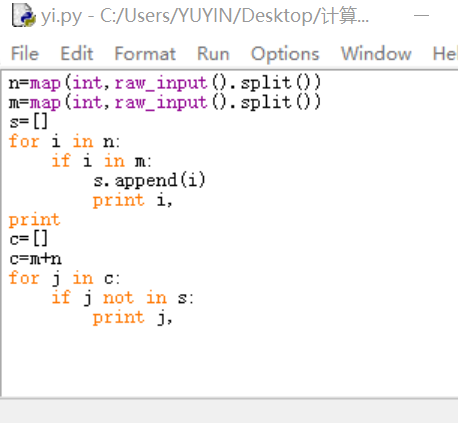 yi.py - C:/Users/YUYIN/Desktop/计算...
File Edit Format Run Options Window Hel
n=map(int,raw_input().split())
m=map(int,raw_input().split())
s=[]
for i in n:
    if i in m:
        s.append(i)
        print i,
print
c=[]
c=m+n
for j in c:
    if j not in s:
        print j,